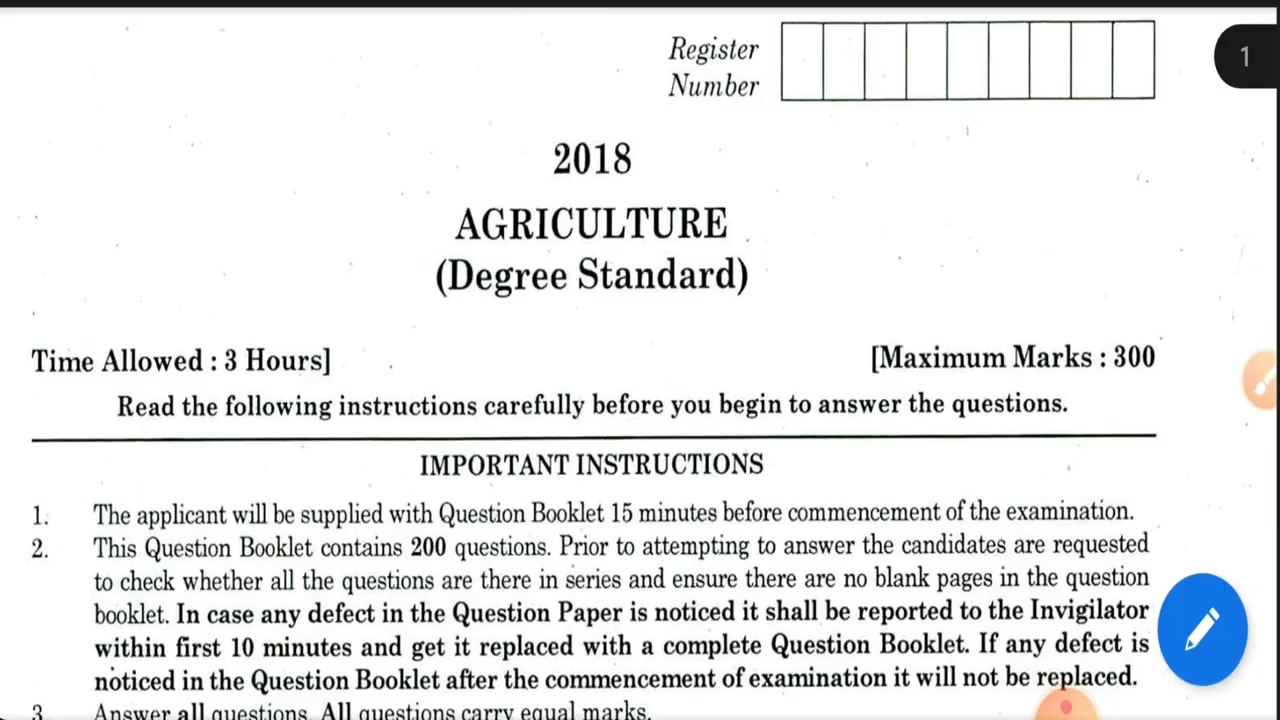 Register
Number
1
2018
AGRICULTURE
(Degree Standard)
Time Allowed : 3 Hours] [Maximum Marks : 300
Read the following instructions carefully before you begin to answer the questions.
IMPORTANT INSTRUCTIONS
1. The applicant will be supplied with Question Booklet 15 minutes before commencement of the examination.
2. This Question Booklet contains 200 questions. Prior to attempting to answer the candidates are requested
to check whether all the questions are there in series and ensure there are no blank pages in the question
booklet. In case any defect in the Question Paper is noticed it shall be reported to the Invigilator
within first 10 minutes and get it replaced with a complete Question Booklet. If any defect is
noticed in the Question Booklet after the commencement of examination it will not be replaced.
3. Answer all questions. All questions carry equal marks.